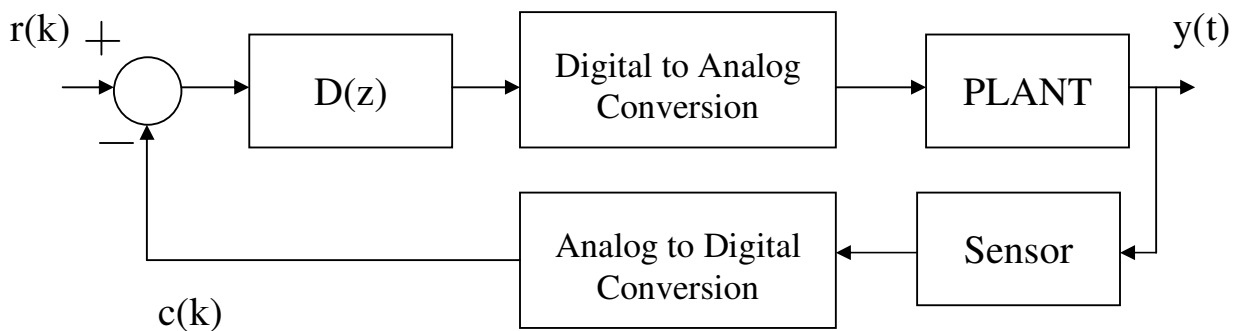 r(k)
+
y(t)
D(z)
Digital to Analog
Conversion
PLANT
−
Analog to Digital
Conversion
Sensor
c(k)